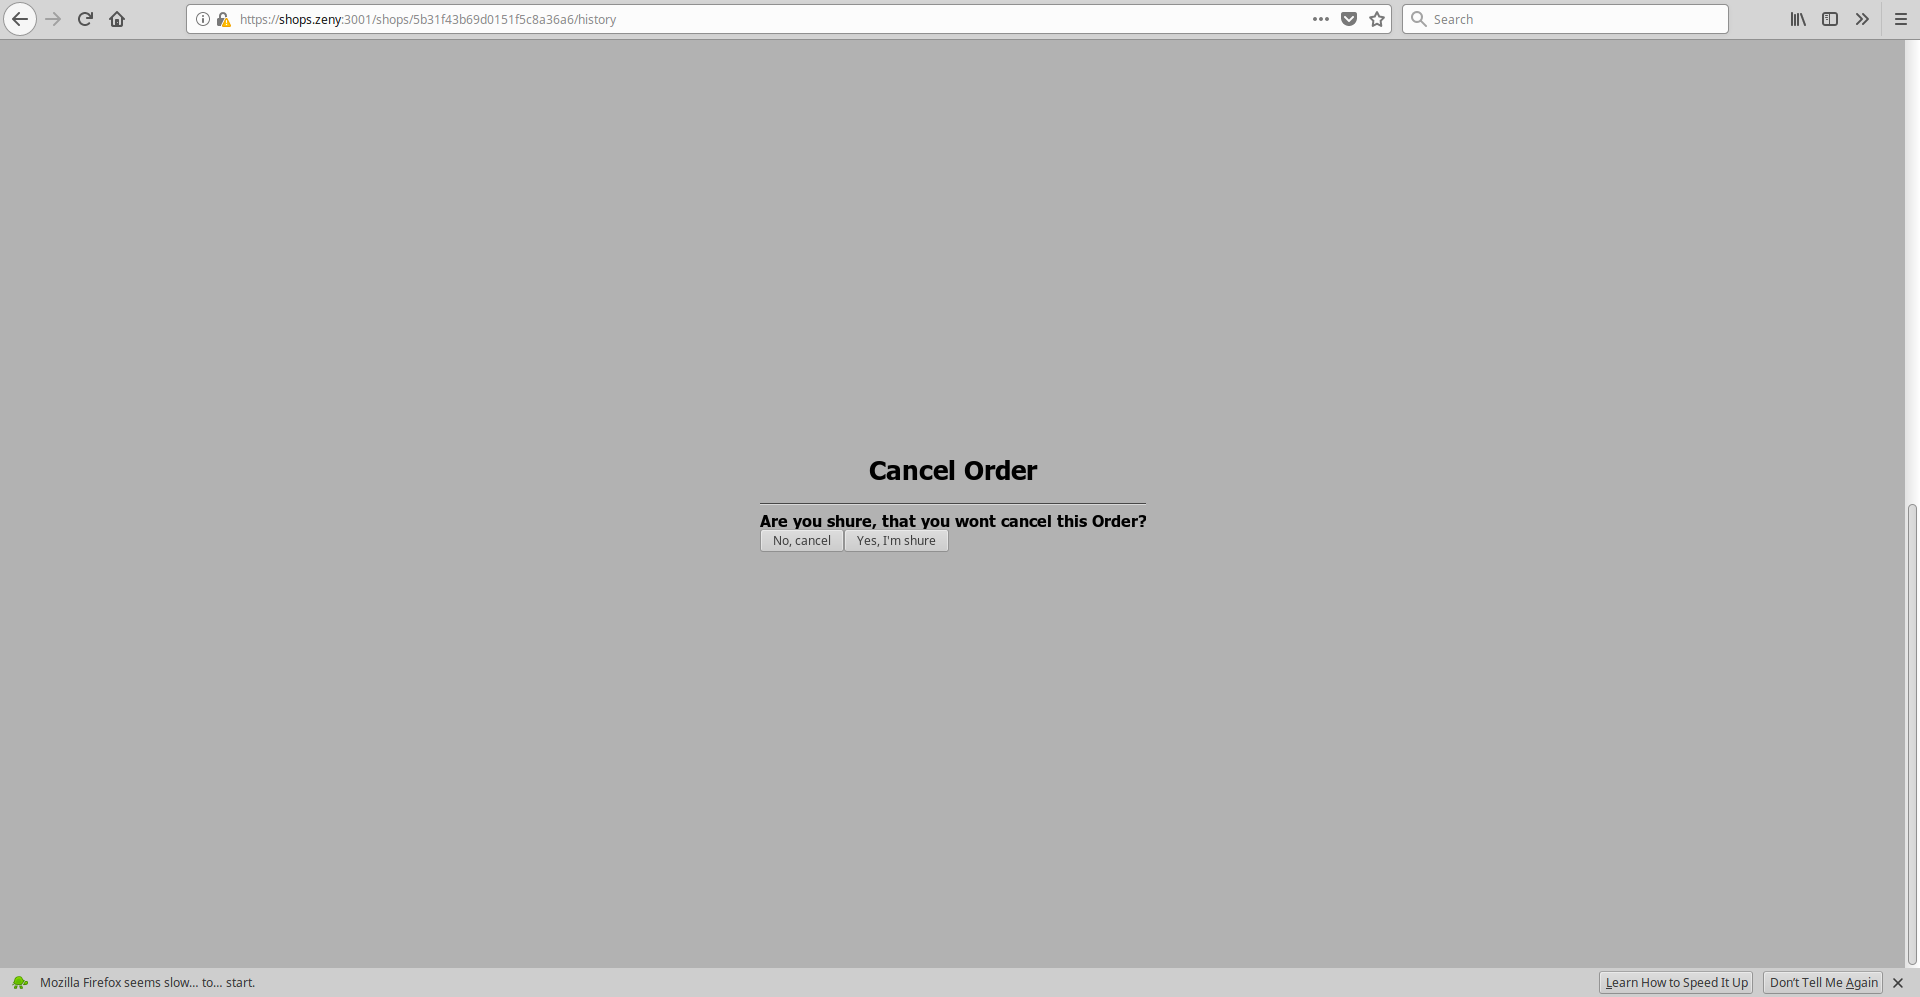 https://shops.zeny:3001/shops/5b31f43b69d0151f5c8a36a6/history
Search
Cancel Order
Are you shure, that you wont cancel this Order?
No, cancel
Yes, I'm shure
Mozilla Firefox seems slow... to... start.
Learn How to Speed It Up
Don't Tell Me Again